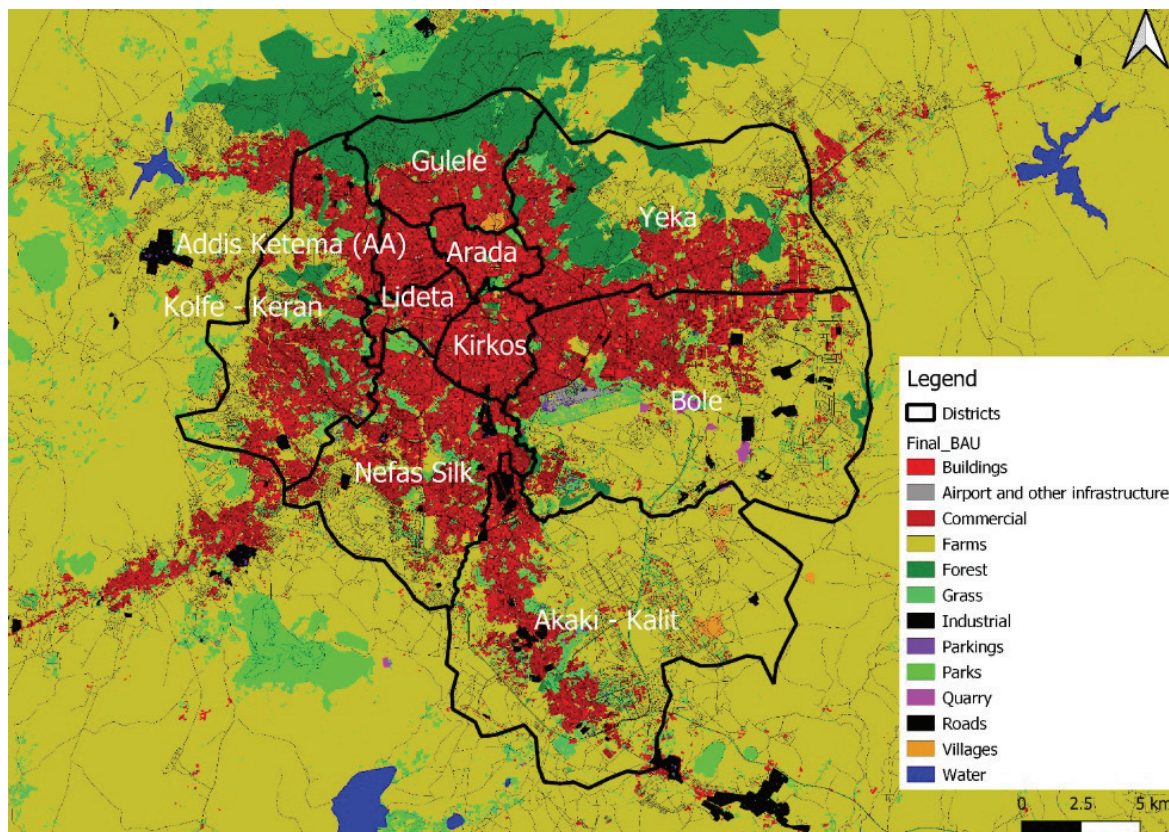 Gulele
Yeka
Addis Ketema (AA)
Arada
Kolfe - Keran
Lideta
Kirkos
Bole
Nefas Silk
Akaki - Kalit
Legend
Districts
Final_BAU
Buildings
Airport and other infrastructure
Commercial
Farms
Forest
Grass
Industrial
Parkings
Parks
Quarry
Roads
Villages
Water
0 2.5 5 km